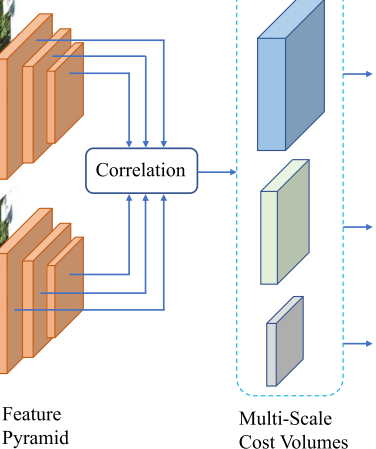 Correlation
Feature
Pyramid
Multi-Scale
Cost Volumes